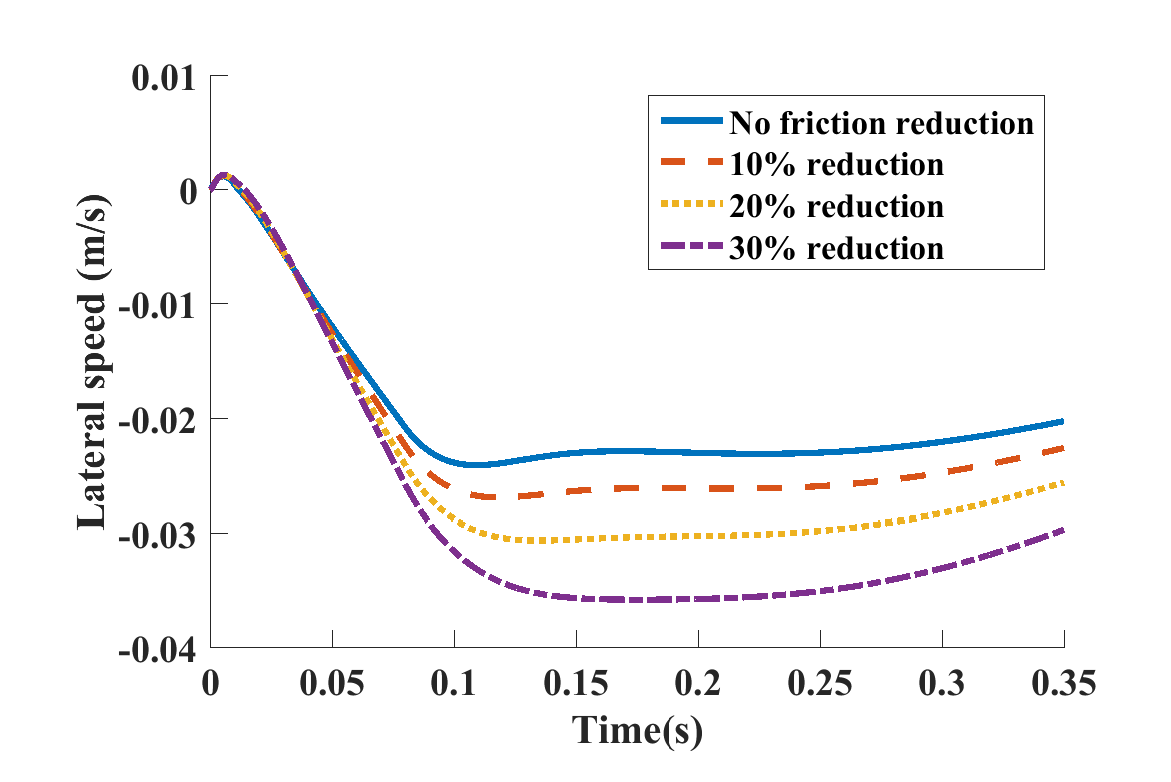 0.01
0
-0.01
-0.02
-0.03
-0.04
Lateral speed (m/s)
No friction reduction
10% reduction
20% reduction
30% reduction
0 0.05 0.1 0.15 0.2 0.25 0.3 0.35
Time(s)